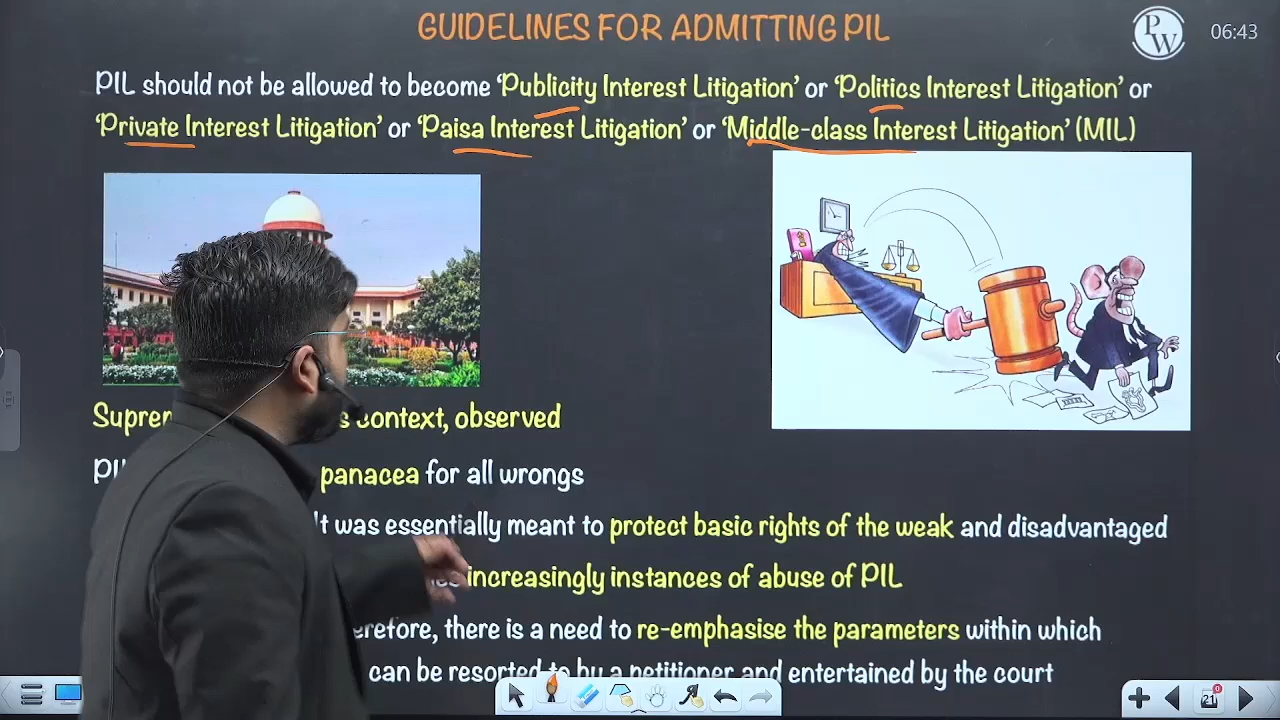 GUIDELINES FOR ADMITTING PIL
PW
06:43
PIL should not be allowed to become ‘Publicity Interest Litigation’ or ‘Politics Interest Litigation’ or
‘Private Interest Litigation’ or ‘Paisa Interest Litigation’ or ‘Middle-class Interest Litigation’ (MIL)
context, observed
panacea for all wrongs
It was essentially meant to protect basic rights of the weak and disadvantaged
increasingly instances of abuse of PIL
there is a need to re-emphasise the parameters within which
can be resorted to by a petitioner and entertained by the court
21